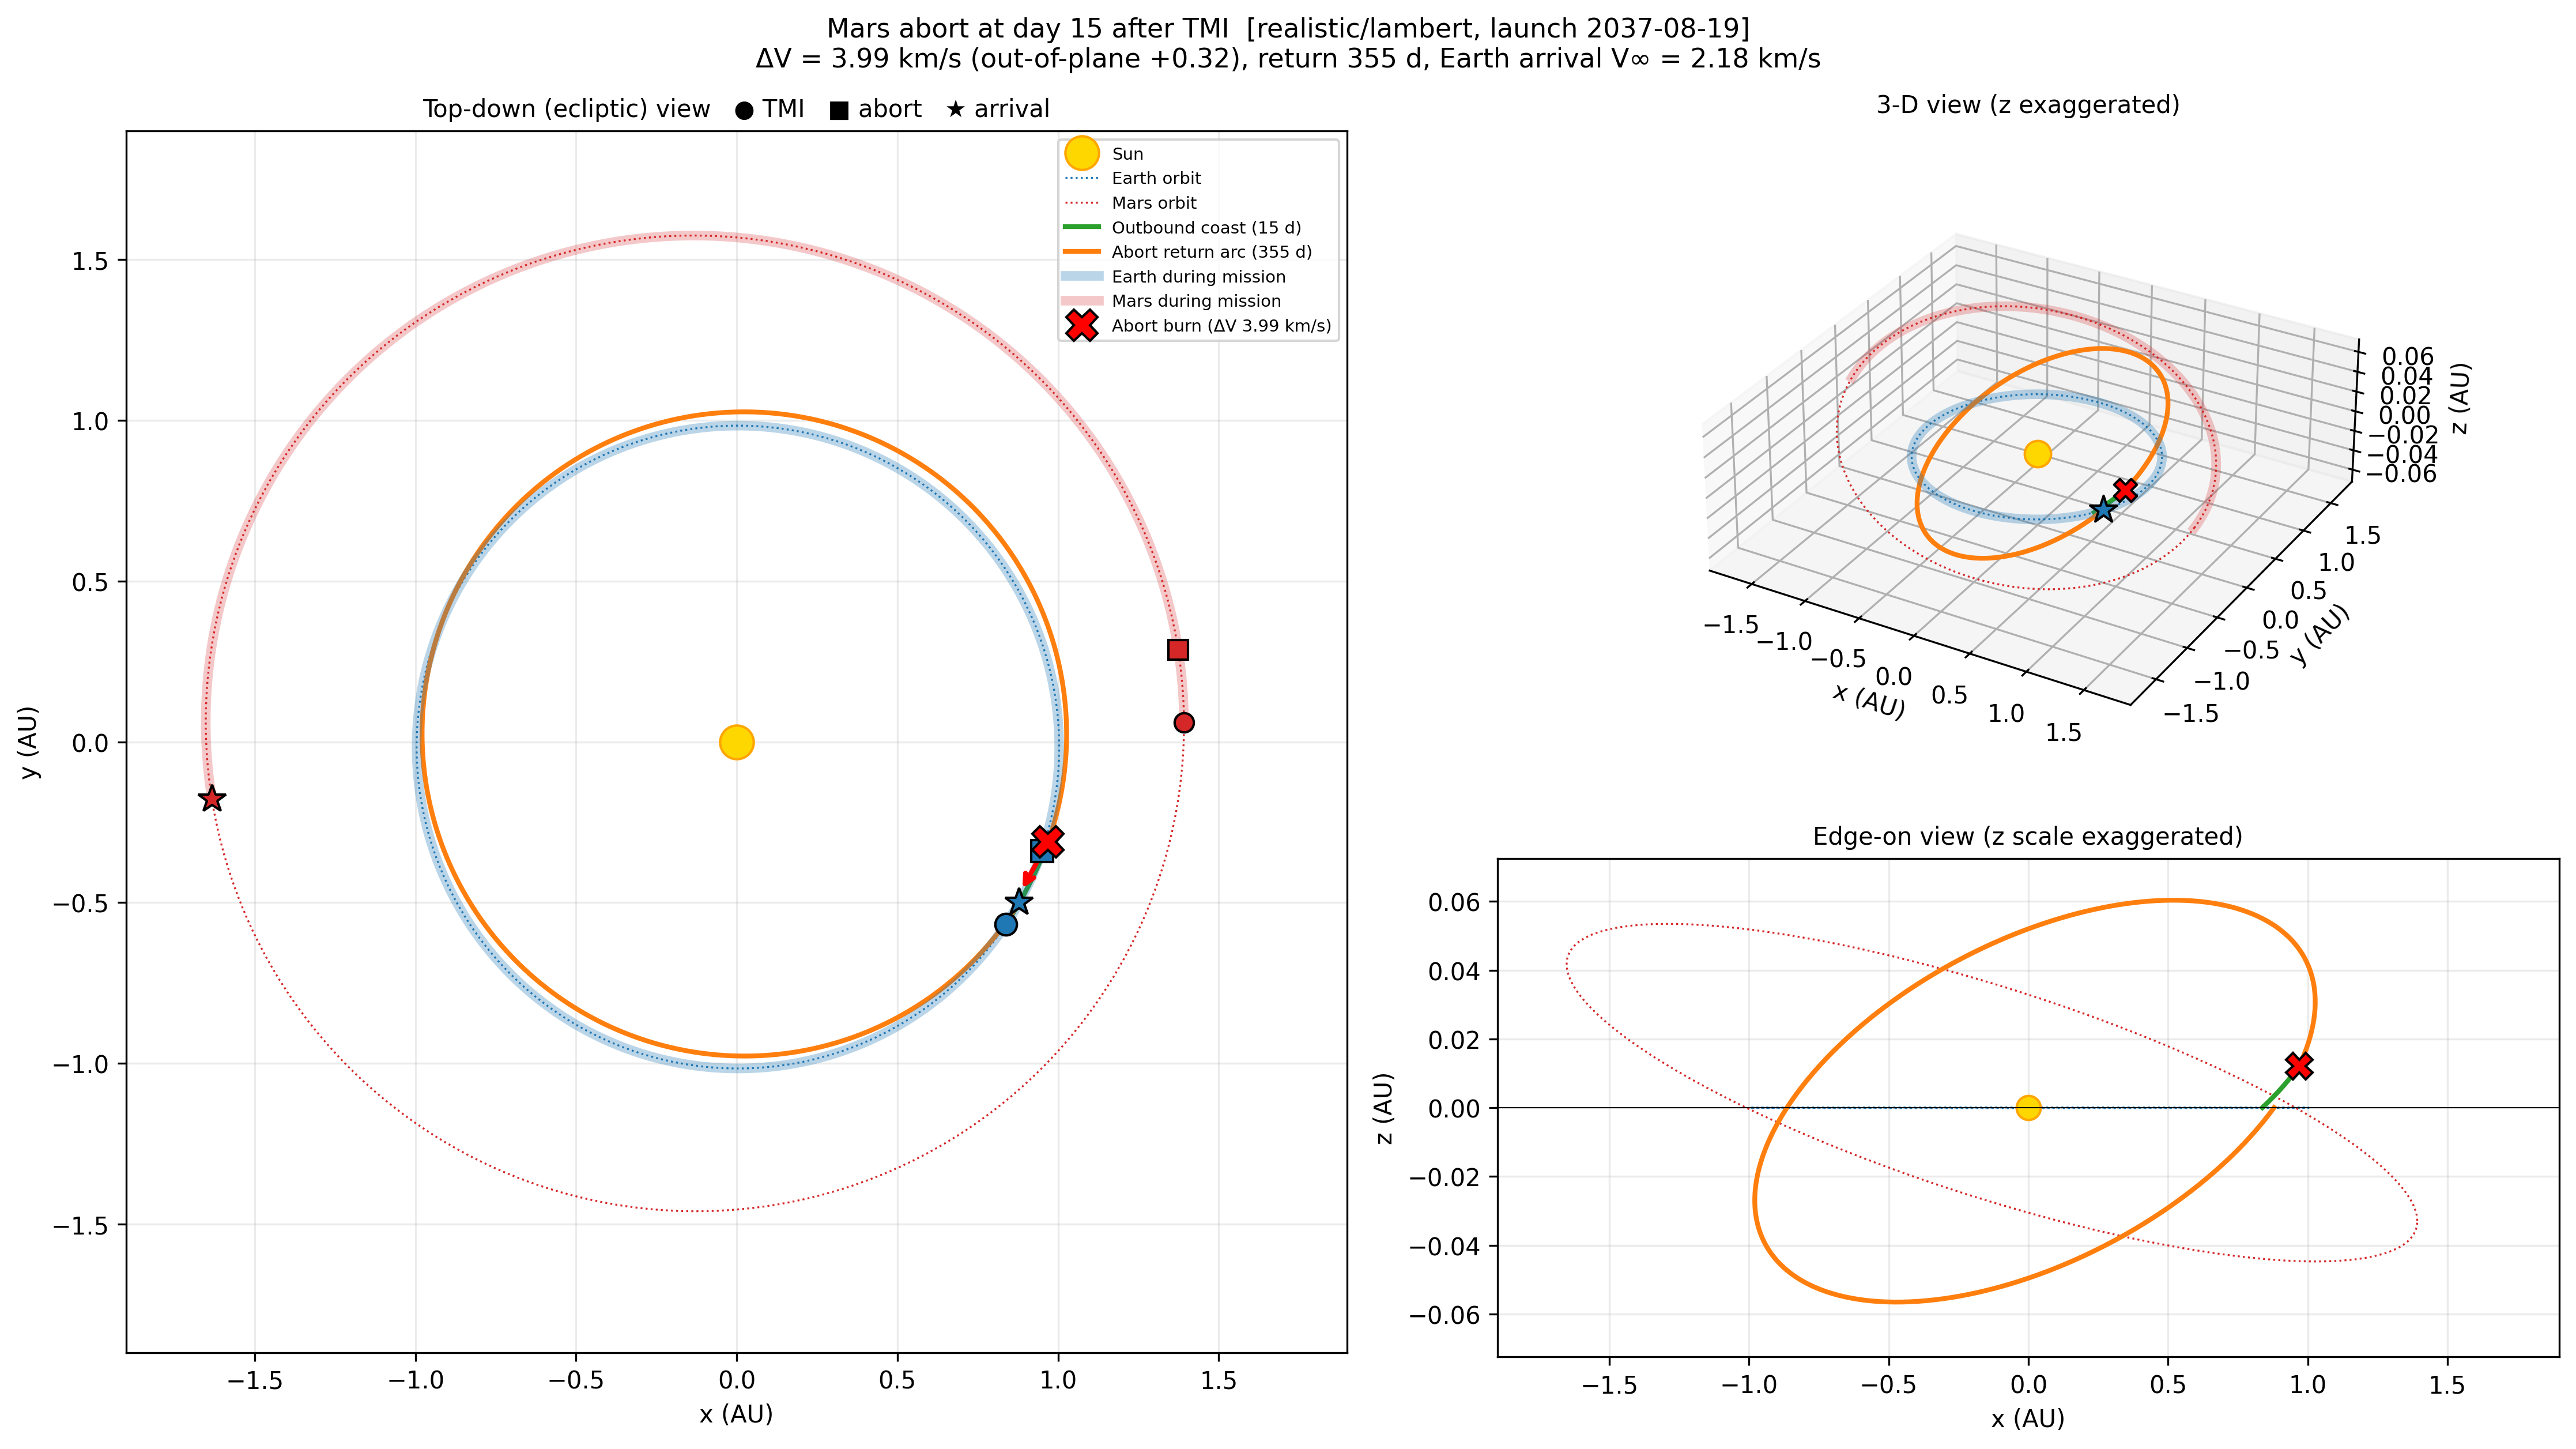 Mars abort at day 15 after TMI  [realistic/lambert, launch 2037-08-19]
ΔV = 3.99 km/s (out-of-plane +0.32), return 355 d, Earth arrival V∞ = 2.18 km/s
Top-down (ecliptic) view   ● TMI   ■ abort   ★ arrival
Sun
Earth orbit
Mars orbit
Outbound coast (15 d)
Abort return arc (355 d)
Earth during mission
Mars during mission
Abort burn (ΔV 3.99 km/s)
1.5
1.0
0.5
0.0
−0.5
−1.0
−1.5
y (AU)
−1.5
−1.0
−0.5
0.0
0.5
1.0
1.5
x (AU)
3-D view (z exaggerated)
0.06
0.04
0.02
0.00
−0.02
−0.04
−0.06
z (AU)
1.5
1.0
0.5
0.0
−0.5
−1.0
−1.5
y (AU)
−1.5
−1.0
−0.5
0.0
0.5
1.0
1.5
x (AU)
Edge-on view (z scale exaggerated)
0.06
0.04
0.02
0.00
−0.02
−0.04
−0.06
z (AU)
−1.5
−1.0
−0.5
0.0
0.5
1.0
1.5
x (AU)